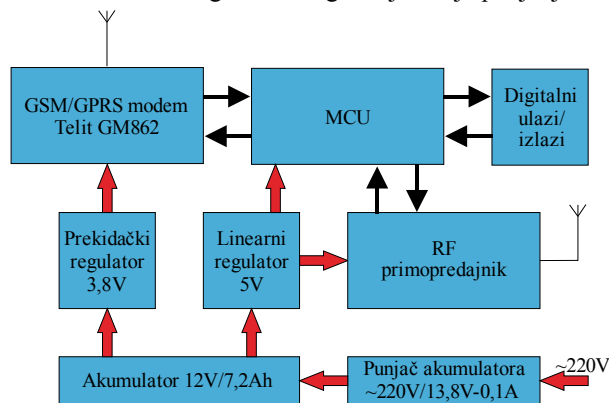 GSM/GPRS modem
Telit GM862
MCU
Digitalni
ulazi/
izlazi
Prekidački
regulator
3,8V
Linearni
regulator
5V
RF
primopredajnik
Akumulator 12V/7,2Ah
Punjač akumulatora
~220V/13,8V-0,1A
~220V